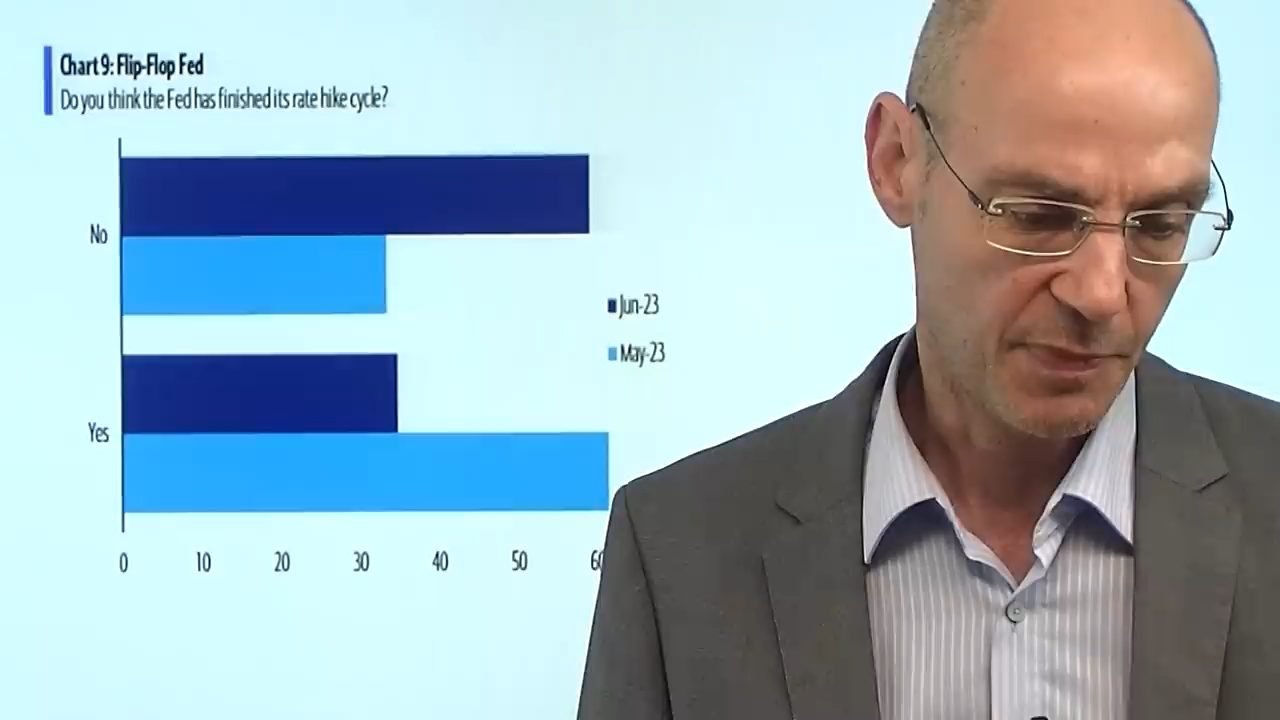 Chart 9: Flip-Flop Fed
Do you think the Fed has finished its rate hike cycle?
No
Jun-23
May-23
Yes
0 10 20 30 40 50